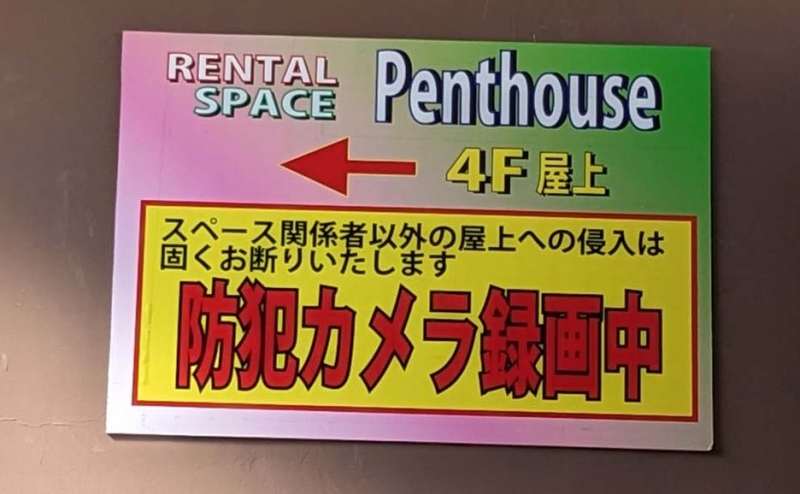 RENTAL SPACE Penthouse
4F 屋上
スペース関係者以外の屋上への侵入は
固くお断りいたします
防犯カメラ録画中